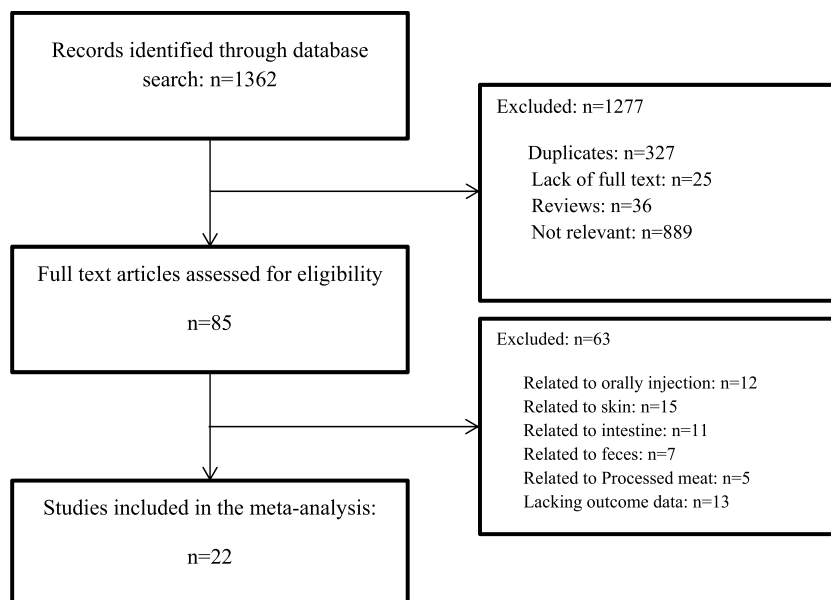 Records identified through database
search: n=1362
Excluded: n=1277
Duplicates: n=327
Lack of full text: n=25
Reviews: n=36
Not relevant: n=889
Full text articles assessed for eligibility
n=85
Excluded: n=63
Related to orally injection: n=12
Related to skin: n=15
Related to intestine: n=11
Related to feces: n=7
Related to Processed meat: n=5
Lacking outcome data: n=13
Studies included in the meta-analysis:
n=22